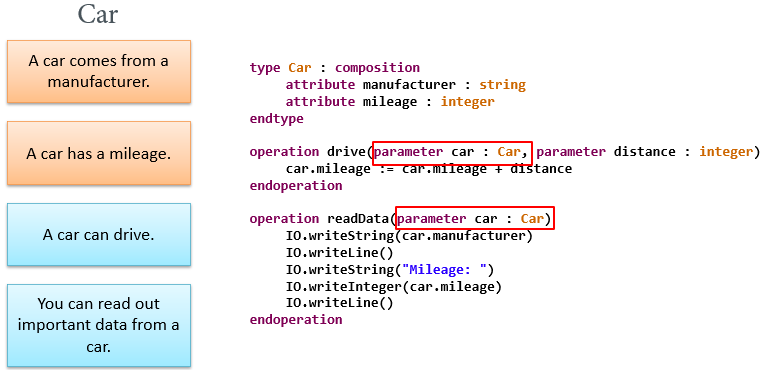 Car
A car comes from a
manufacturer.
A car has a mileage.
A car can drive.
You can read out
important data from a
car.
type Car : composition
attribute manufacturer : string
attribute mileage : integer
endtype
operation drive(parameter car : Car, parameter distance : integer)
car.mileage := car.mileage + distance
endoperation
operation readData(parameter car : Car)
IO.writeString(car.manufacturer)
IO.writeLine()
IO.writeString("Mileage: ")
IO.writeInteger(car.mileage)
IO.writeLine()
endoperation